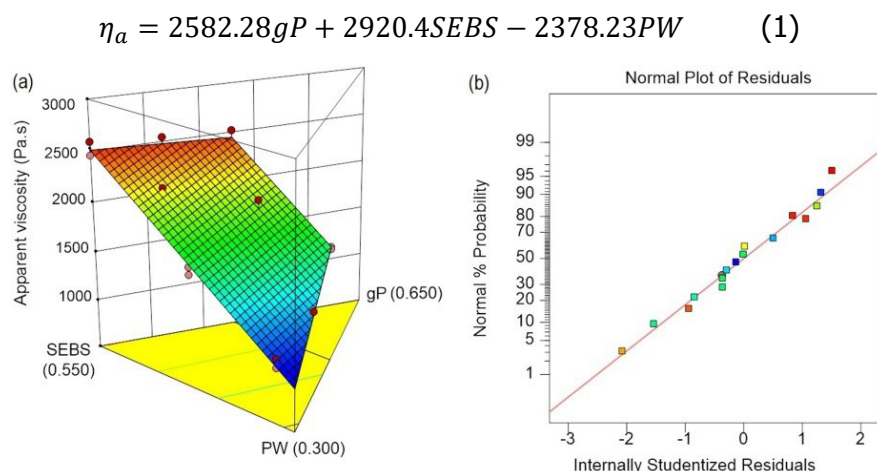 ηₐ = 2582.28gP + 2920.4SEBS − 2378.23PW (1)
(a)
Apparent viscosity (Pa.s)
3000
2500
2000
1500
1000
SEBS
(0.550)
PW (0.300)
gP (0.650)
(b)
Normal Plot of Residuals
Normal % Probability
99
95
90
80
70
50
30
20
10
5
1
-3 -2 -1 0 1 2
Internally Studentized Residuals